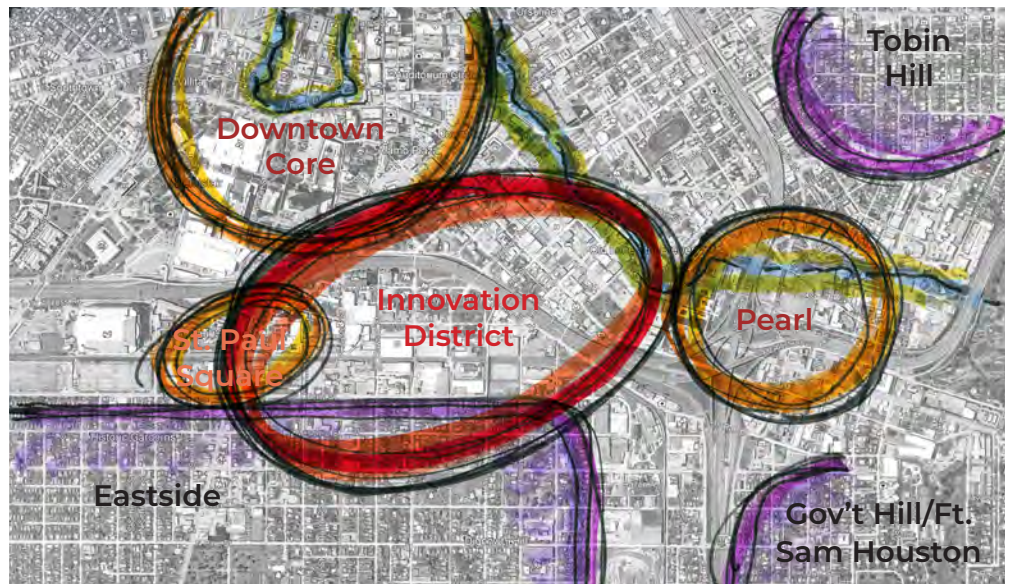 Tobin
Hill
Downtown
Core
Innovation
District
Pearl
St. Paul
Square
Eastside
Gov't Hill/Ft.
Sam Houston